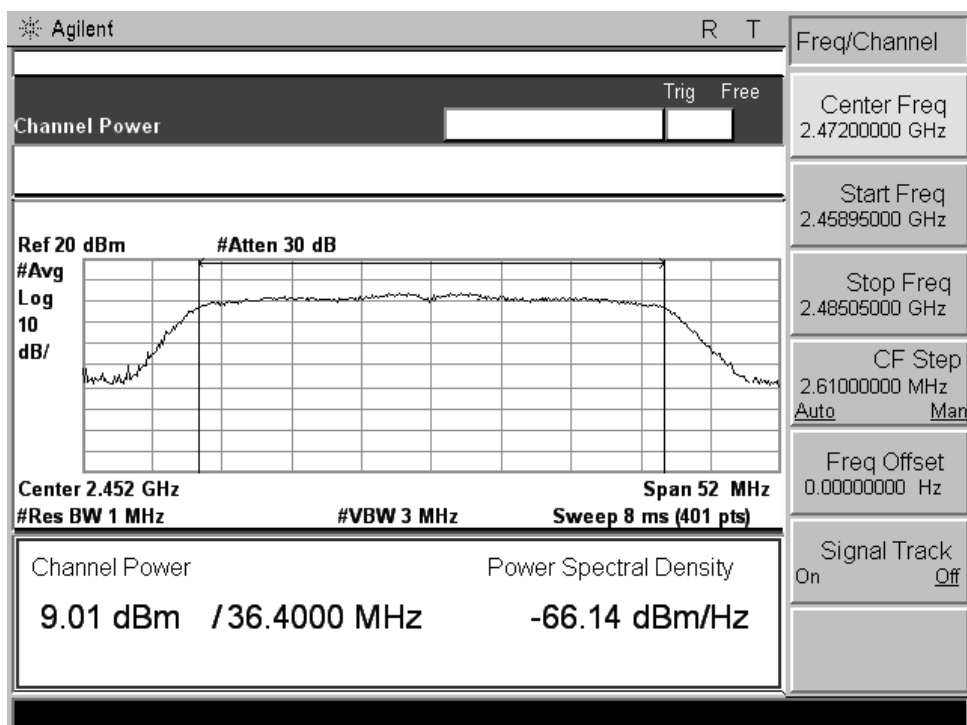 Agilent R T
Trig Free
Channel Power
Ref 20 dBm #Atten 30 dB
#Avg
Log
10
dB/
Center 2.452 GHz Span 52 MHz
#Res BW 1 MHz #VBW 3 MHz Sweep 8 ms (401 pts)
Channel Power Power Spectral Density
9.01 dBm / 36.4000 MHz -66.14 dBm/Hz
Freq/Channel
Center Freq
2.47200000 GHz
Start Freq
2.45895000 GHz
Stop Freq
2.48505000 GHz
CF Step
2.61000000 MHz
Auto Man
Freq Offset
0.00000000 Hz
Signal Track
On Off